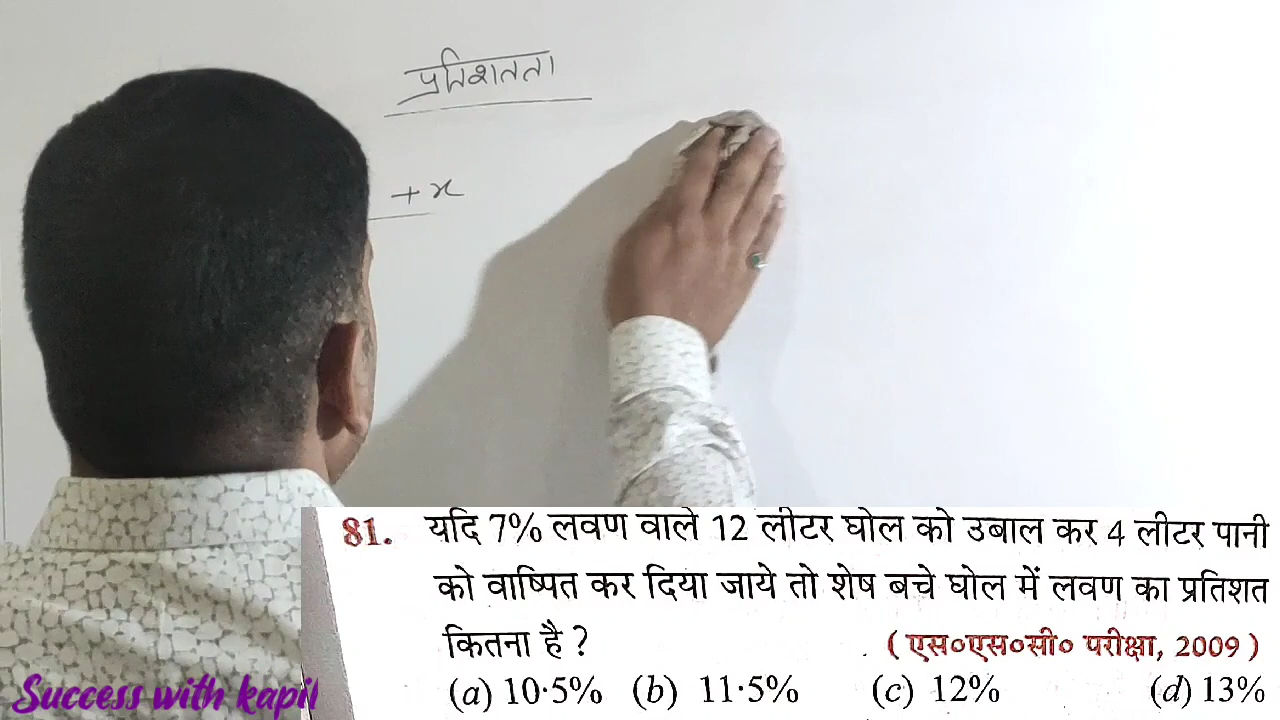 प्रतिशतता
+ x
81. यदि 7% लवण वाले 12 लीटर घोल को उबाल कर 4 लीटर पानी
को वाष्पित कर दिया जाये तो शेष बचे घोल में लवण का प्रतिशत
कितना है ? ( एस०एस०सी० परीक्षा, 2009 )
(a) 10·5% (b) 11·5% (c) 12% (d) 13%
Success with kapil